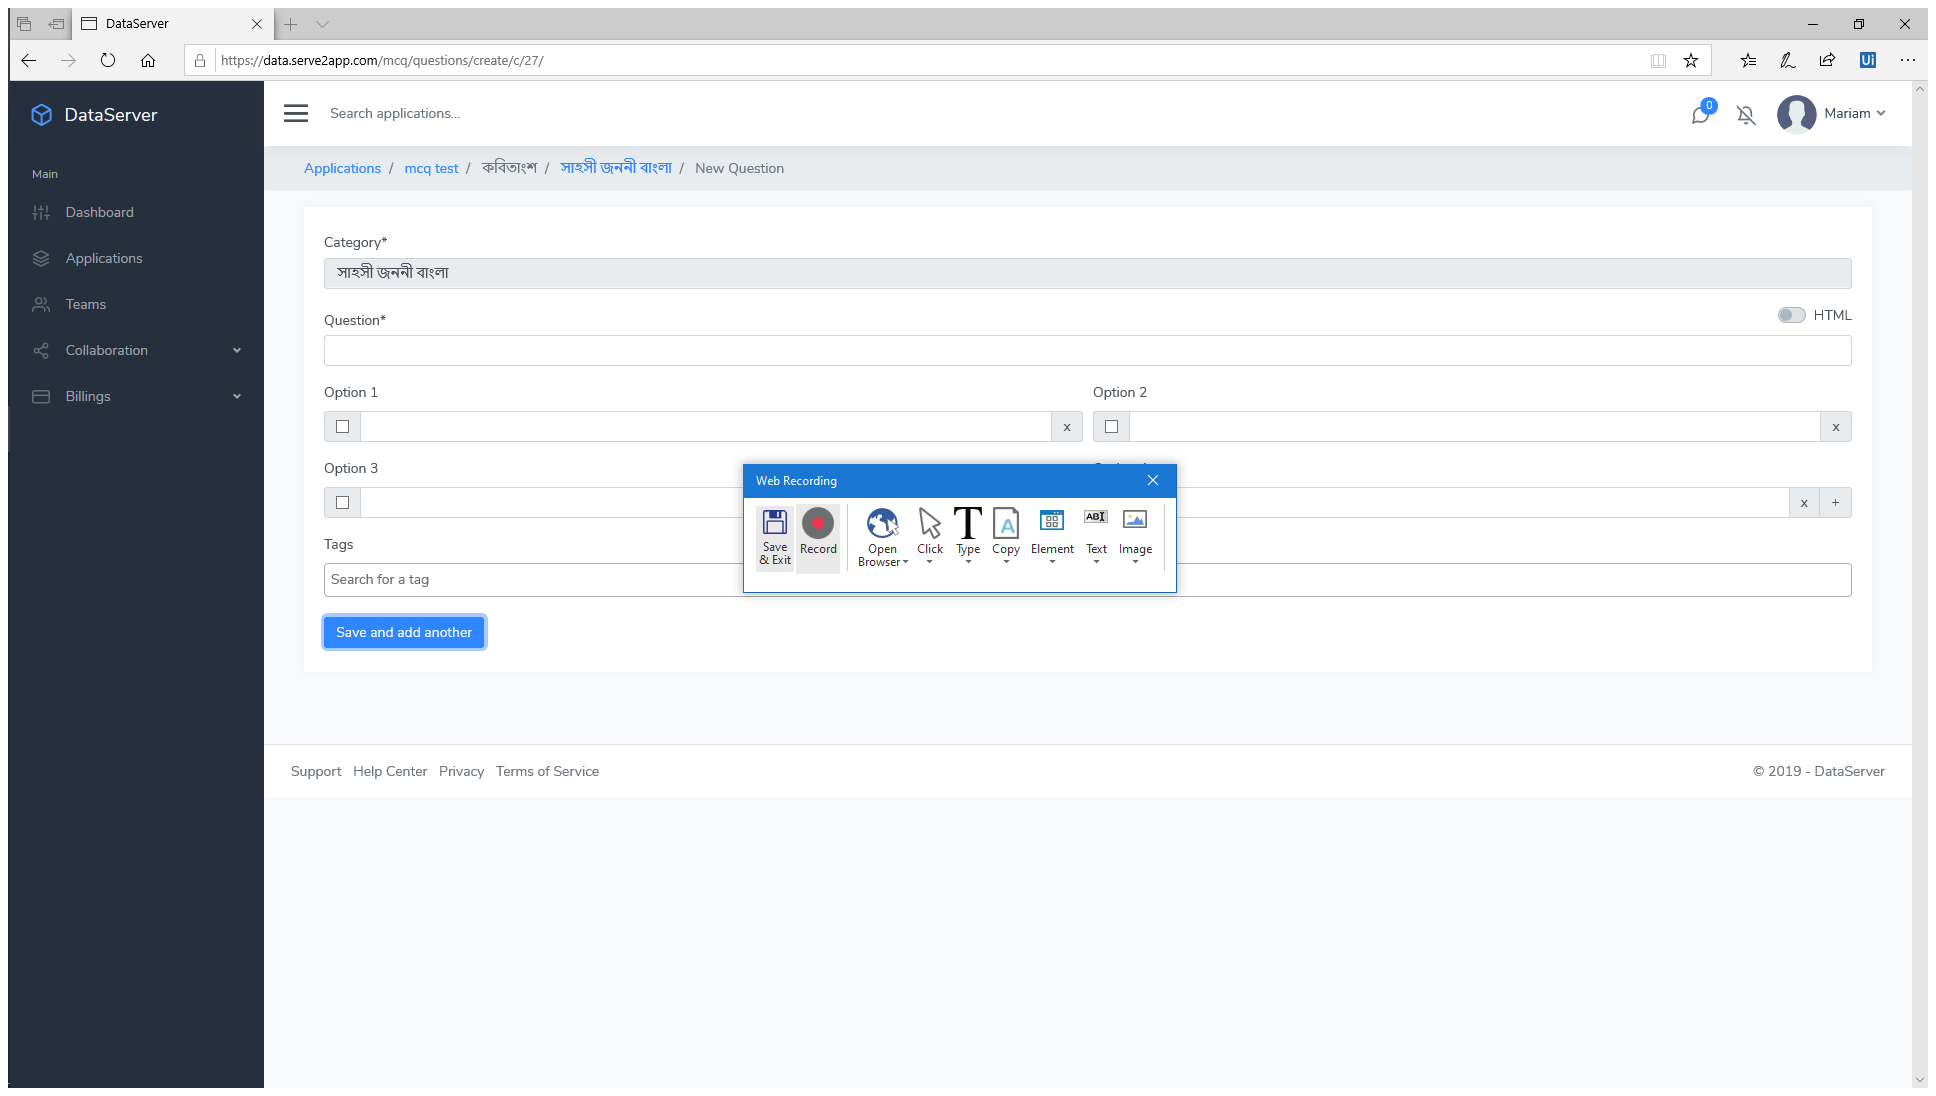 DataServer
https://data.serve2app.com/mcq/questions/create/c/27/
Ui
DataServer
Search applications...
0
Mariam
Main
Dashboard
Applications
Teams
Collaboration
Billings
Applications / mcq test / কবিতাংশ / সাহসী জননী বাংলা / New Question
Category*
সাহসী জননী বাংলা
Question*
HTML
Option 1
Option 2
x
x
Option 3
x +
Web Recording
Save & Exit
Record
Open Browser
Click
Type
Copy
Element
Text
Image
Tags
Search for a tag
Save and add another
Support Help Center Privacy Terms of Service
© 2019 - DataServer